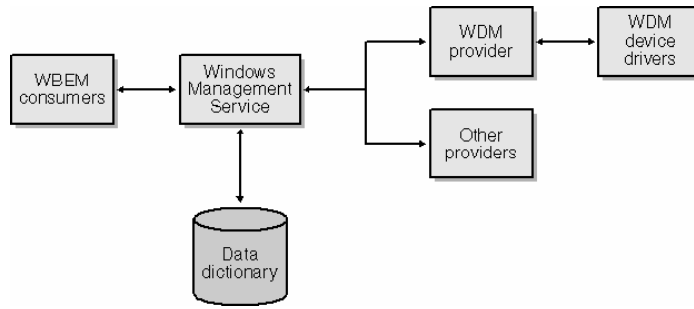 WBEM
consumers
Windows
Management
Service
WDM
provider
WDM
device
drivers
Other
providers
Data
dictionary